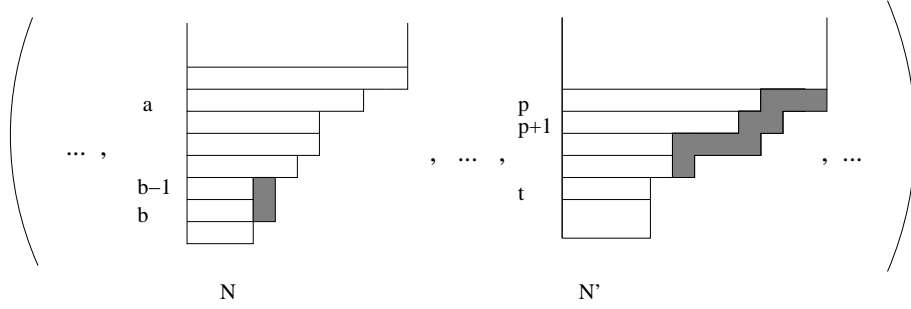 a
p
p+1
... ,
, ... ,
, ...
b−1
b
t
N
N'